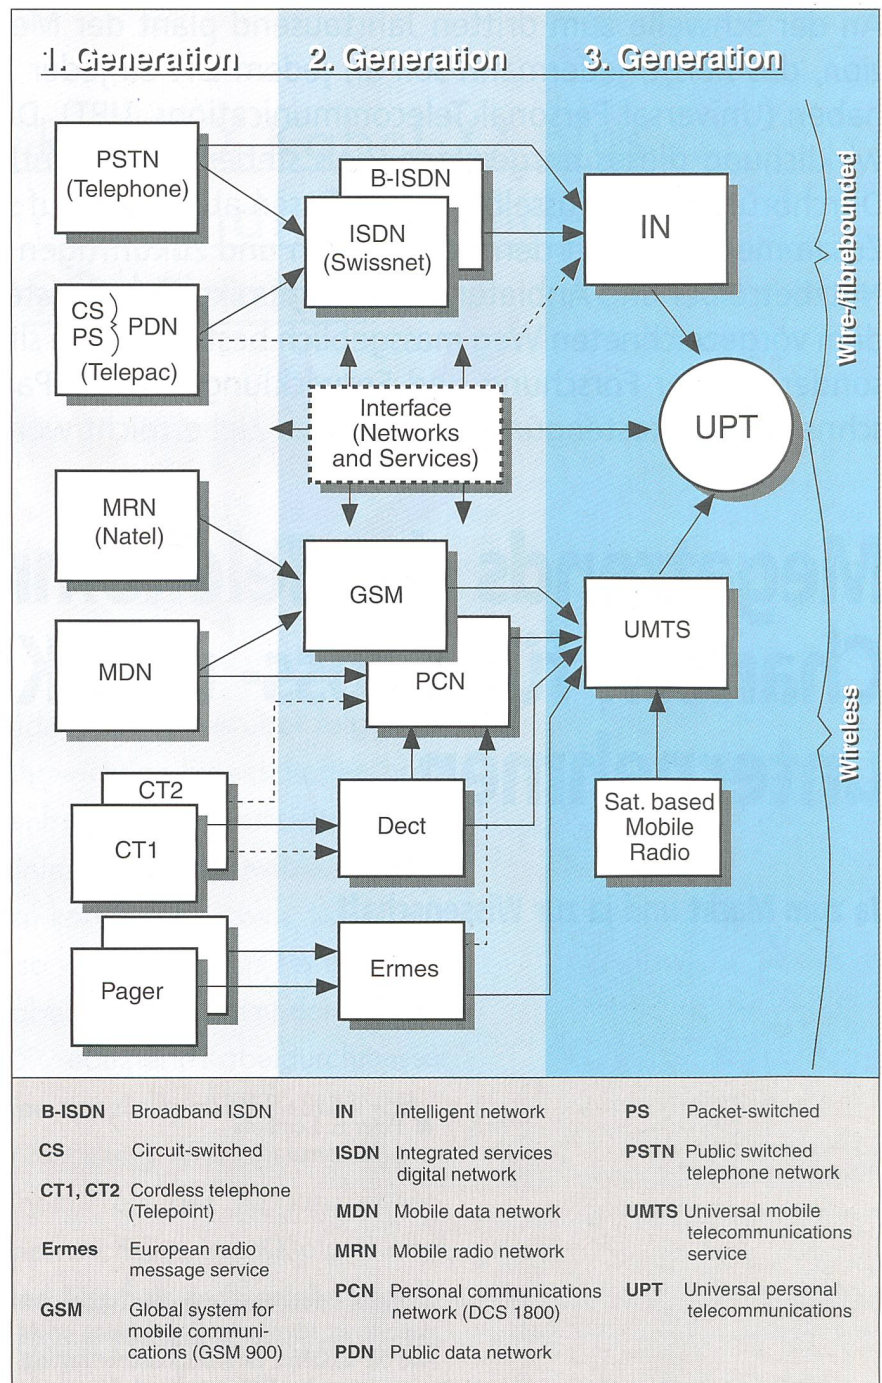 1. Generation
2. Generation
3. Generation
PSTN
(Telephone)
B-ISDN
ISDN
(Swissnet)
IN
CS
PS
PDN
(Telepac)
Interface
(Networks
and Services)
UPT
Wire-/fibrebounded
MRN
(Natel)
GSM
UMTS
MDN
PCN
Wireless
CT2
CT1
Dect
Sat. based
Mobile
Radio
Pager
Ermes
B-ISDN Broadband ISDN
CS Circuit-switched
CT1, CT2 Cordless telephone
(Telepoint)
Ermes European radio
message service
GSM Global system for
mobile communi-
cations (GSM 900)
IN Intelligent network
ISDN Integrated services
digital network
MDN Mobile data network
MRN Mobile radio network
PCN Personal communications
network (DCS 1800)
PDN Public data network
PS Packet-switched
PSTN Public switched
telephone network
UMTS Universal mobile
telecommunications
service
UPT Universal personal
telecommunications